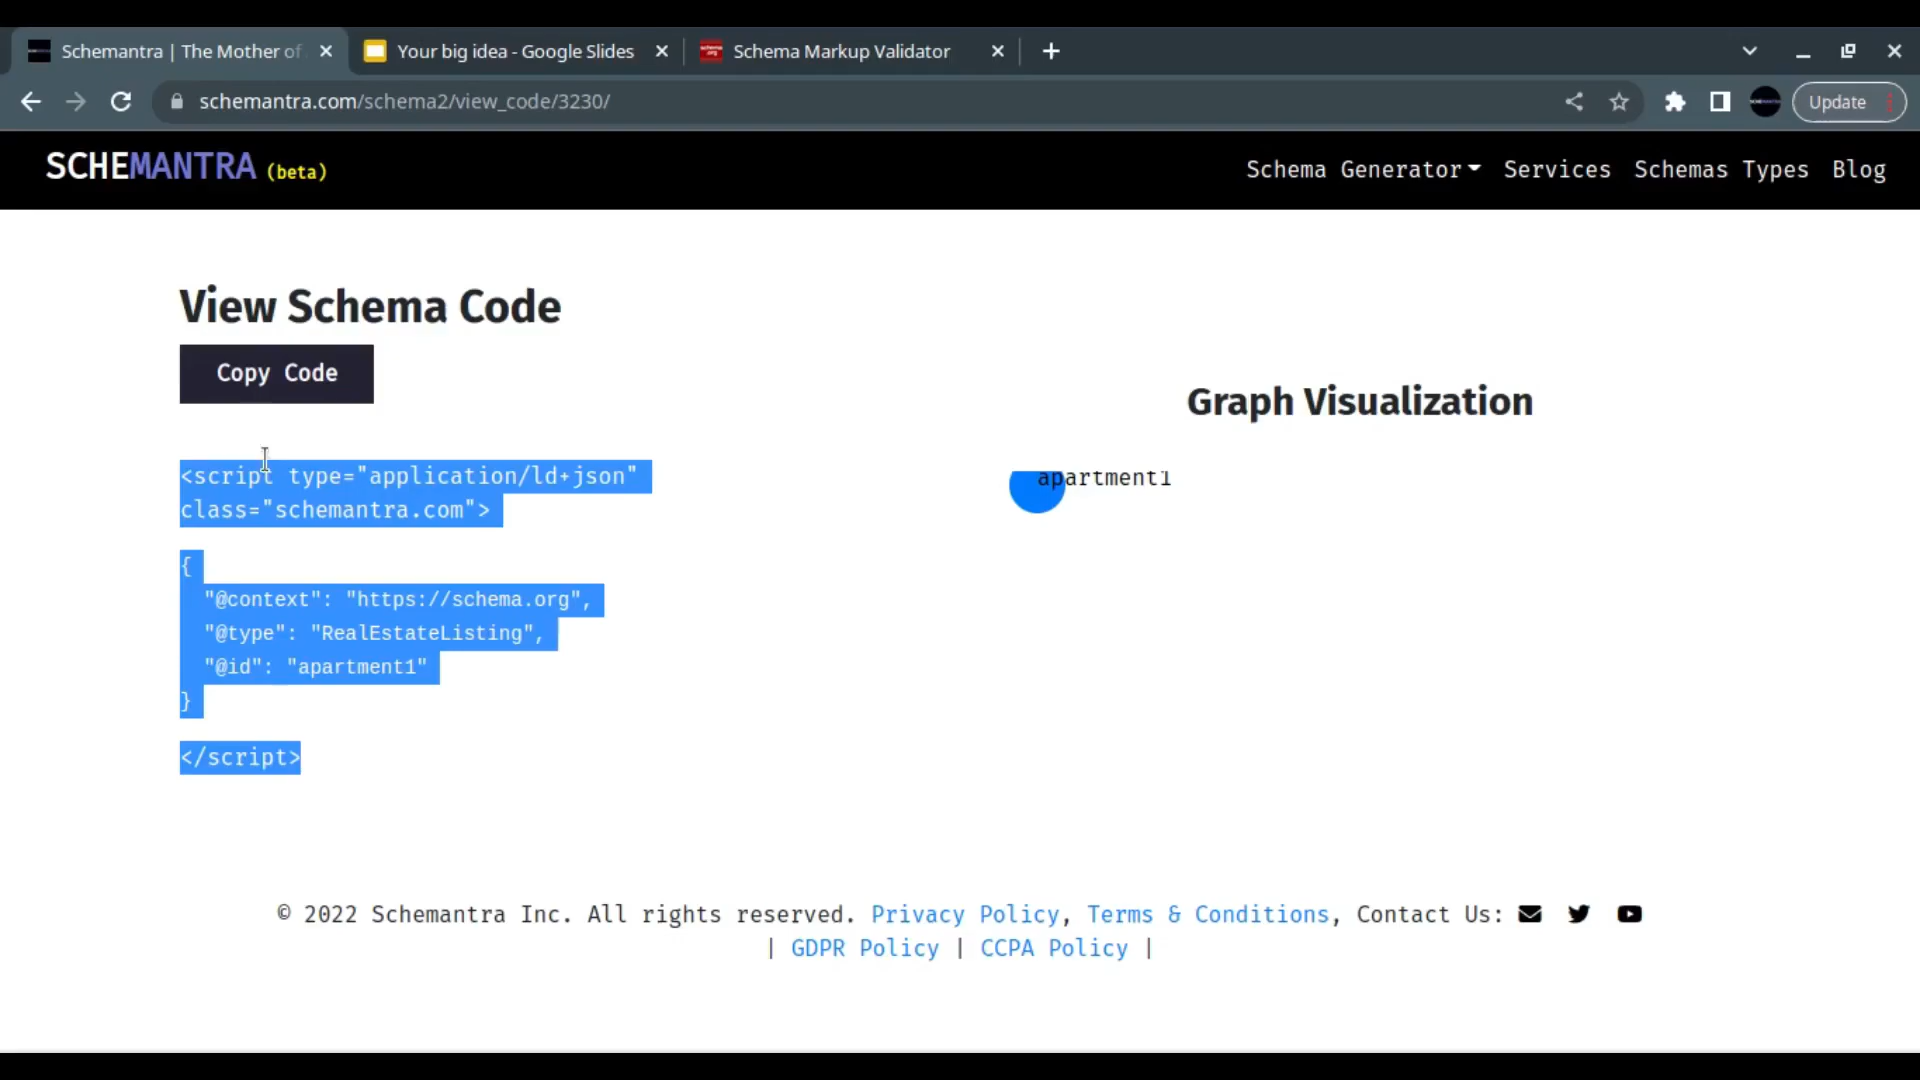 Schemantra | The Mother of
Your big idea - Google Slides
Schema Markup Validator
schemantra.com/schema2/view_code/3230/
Update
SCHEMANTRA (beta)
Schema Generator
Services
Schemas Types
Blog
View Schema Code
Copy Code
Graph Visualization
<script type="application/ld+json"
class="schemantra.com">
{
"@context": "https://schema.org",
"@type": "RealEstateListing",
"@id": "apartment1"
}
</script>
apartment1
© 2022 Schemantra Inc. All rights reserved. Privacy Policy, Terms & Conditions, Contact Us:
| GDPR Policy | CCPA Policy |